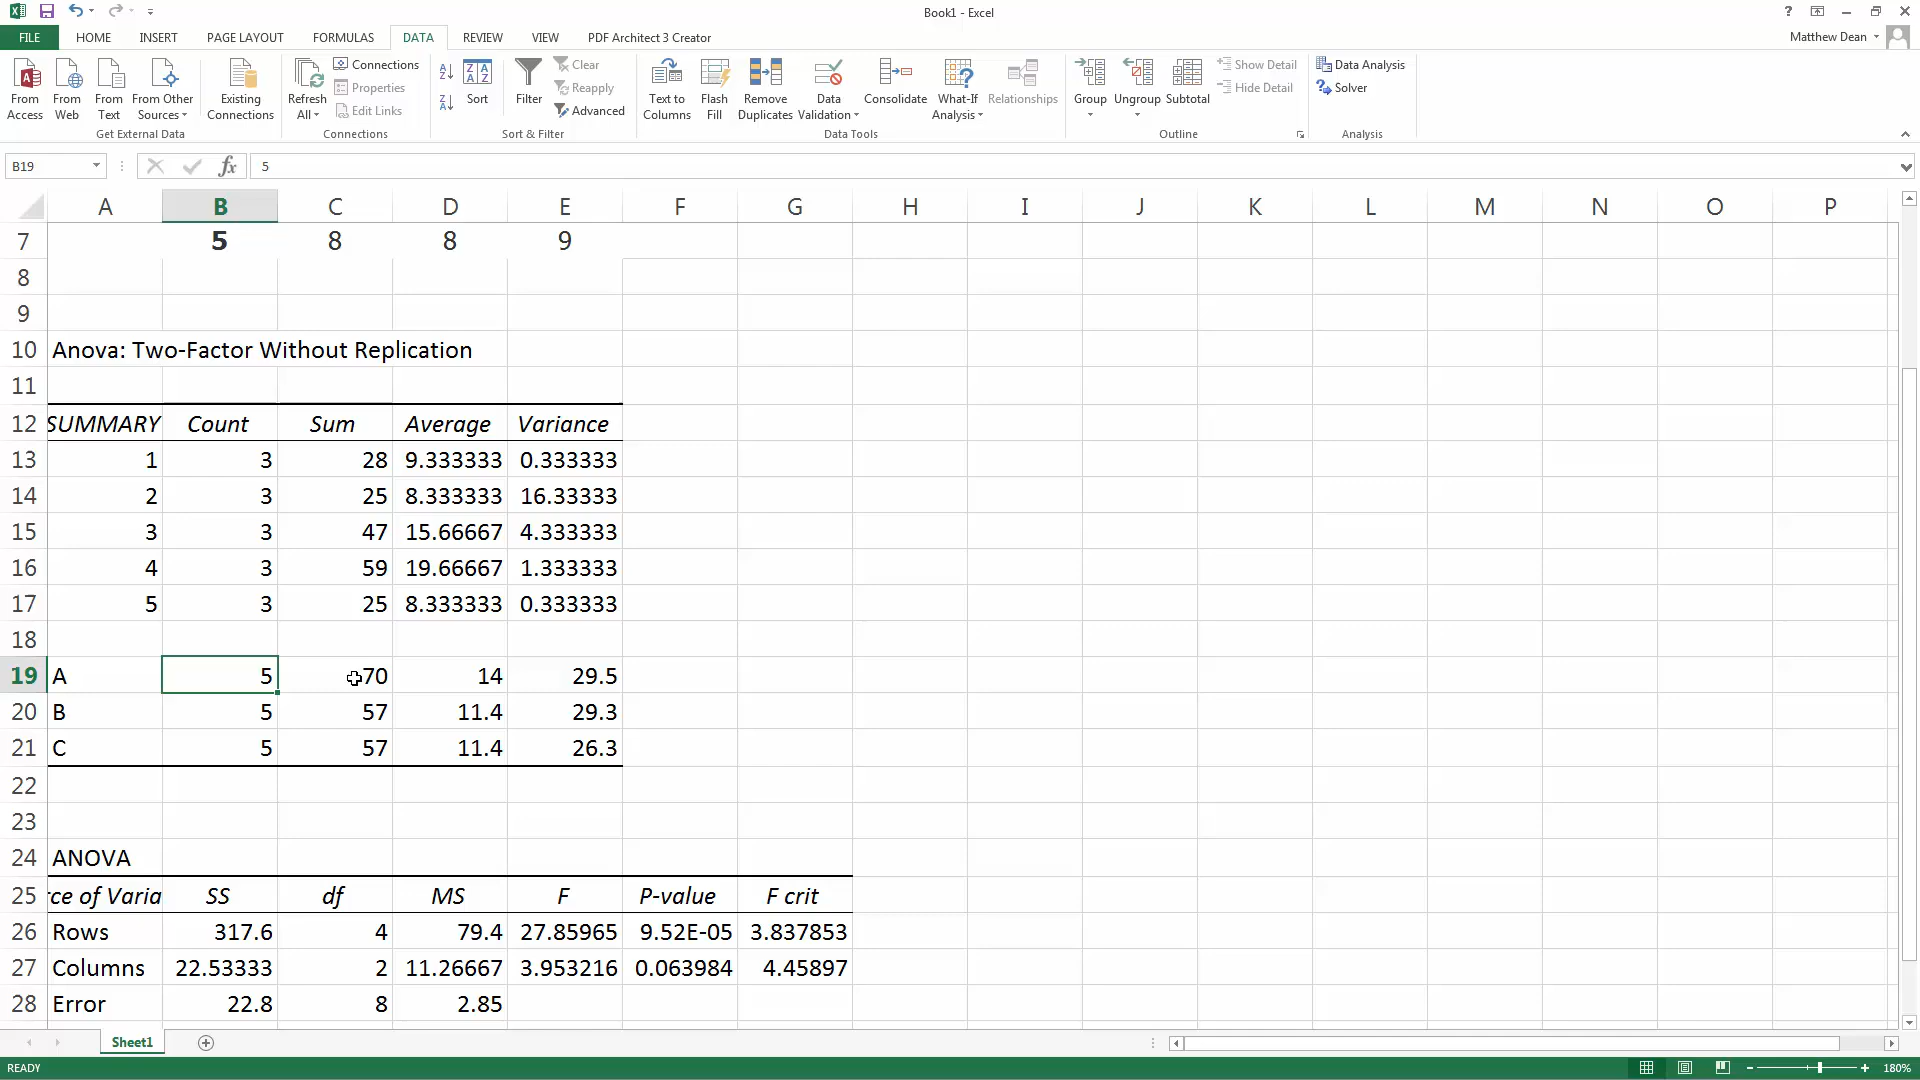 Book1 - Excel
?
Matthew Dean
FILE HOME INSERT PAGE LAYOUT FORMULAS DATA REVIEW VIEW PDF Architect 3 Creator
From Access
From Web
From Text
From Other Sources
Existing Connections
Get External Data
Refresh All
Connections
Properties
Edit Links
Connections
A Z
Z A
Sort
Filter
Clear
Reapply
Advanced
Sort & Filter
Text to Columns
Flash Fill
Remove Duplicates
Data Validation
Consolidate
What-If Analysis
Relationships
Data Tools
Group
Ungroup
Subtotal
Show Detail
Hide Detail
Outline
Data Analysis
Solver
Analysis
B19 fx 5
A B C D E F G H I J K L M N O P
7 5 8 8 9
8
9
10 Anova: Two-Factor Without Replication
11
12 SUMMARY Count Sum Average Variance
13 1 3 28 9.333333 0.333333
14 2 3 25 8.333333 16.33333
15 3 3 47 15.66667 4.333333
16 4 3 59 19.66667 1.333333
17 5 3 25 8.333333 0.333333
18
19 A 5 70 14 29.5
20 B 5 57 11.4 29.3
21 C 5 57 11.4 26.3
22
23
24 ANOVA
25 rce of Varia SS df MS F P-value F crit
26 Rows 317.6 4 79.4 27.85965 9.52E-05 3.837853
27 Columns 22.53333 2 11.26667 3.953216 0.063984 4.45897
28 Error 22.8 8 2.85
Sheet1
READY
180%